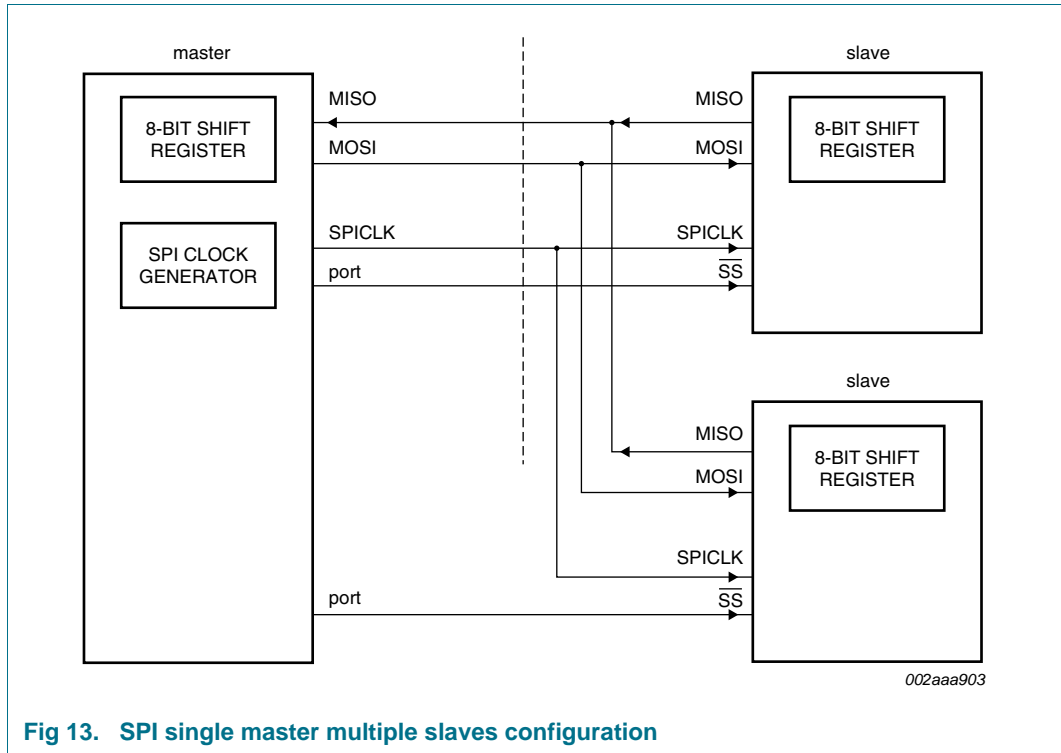 master
slave
8-BIT SHIFT
REGISTER
MISO
MISO
8-BIT SHIFT
REGISTER
MOSI
MOSI
SPI CLOCK
GENERATOR
SPICLK
SPICLK
port
SS
slave
MISO
8-BIT SHIFT
REGISTER
MOSI
SPICLK
port
SS
002aaa903
Fig 13. SPI single master multiple slaves configuration